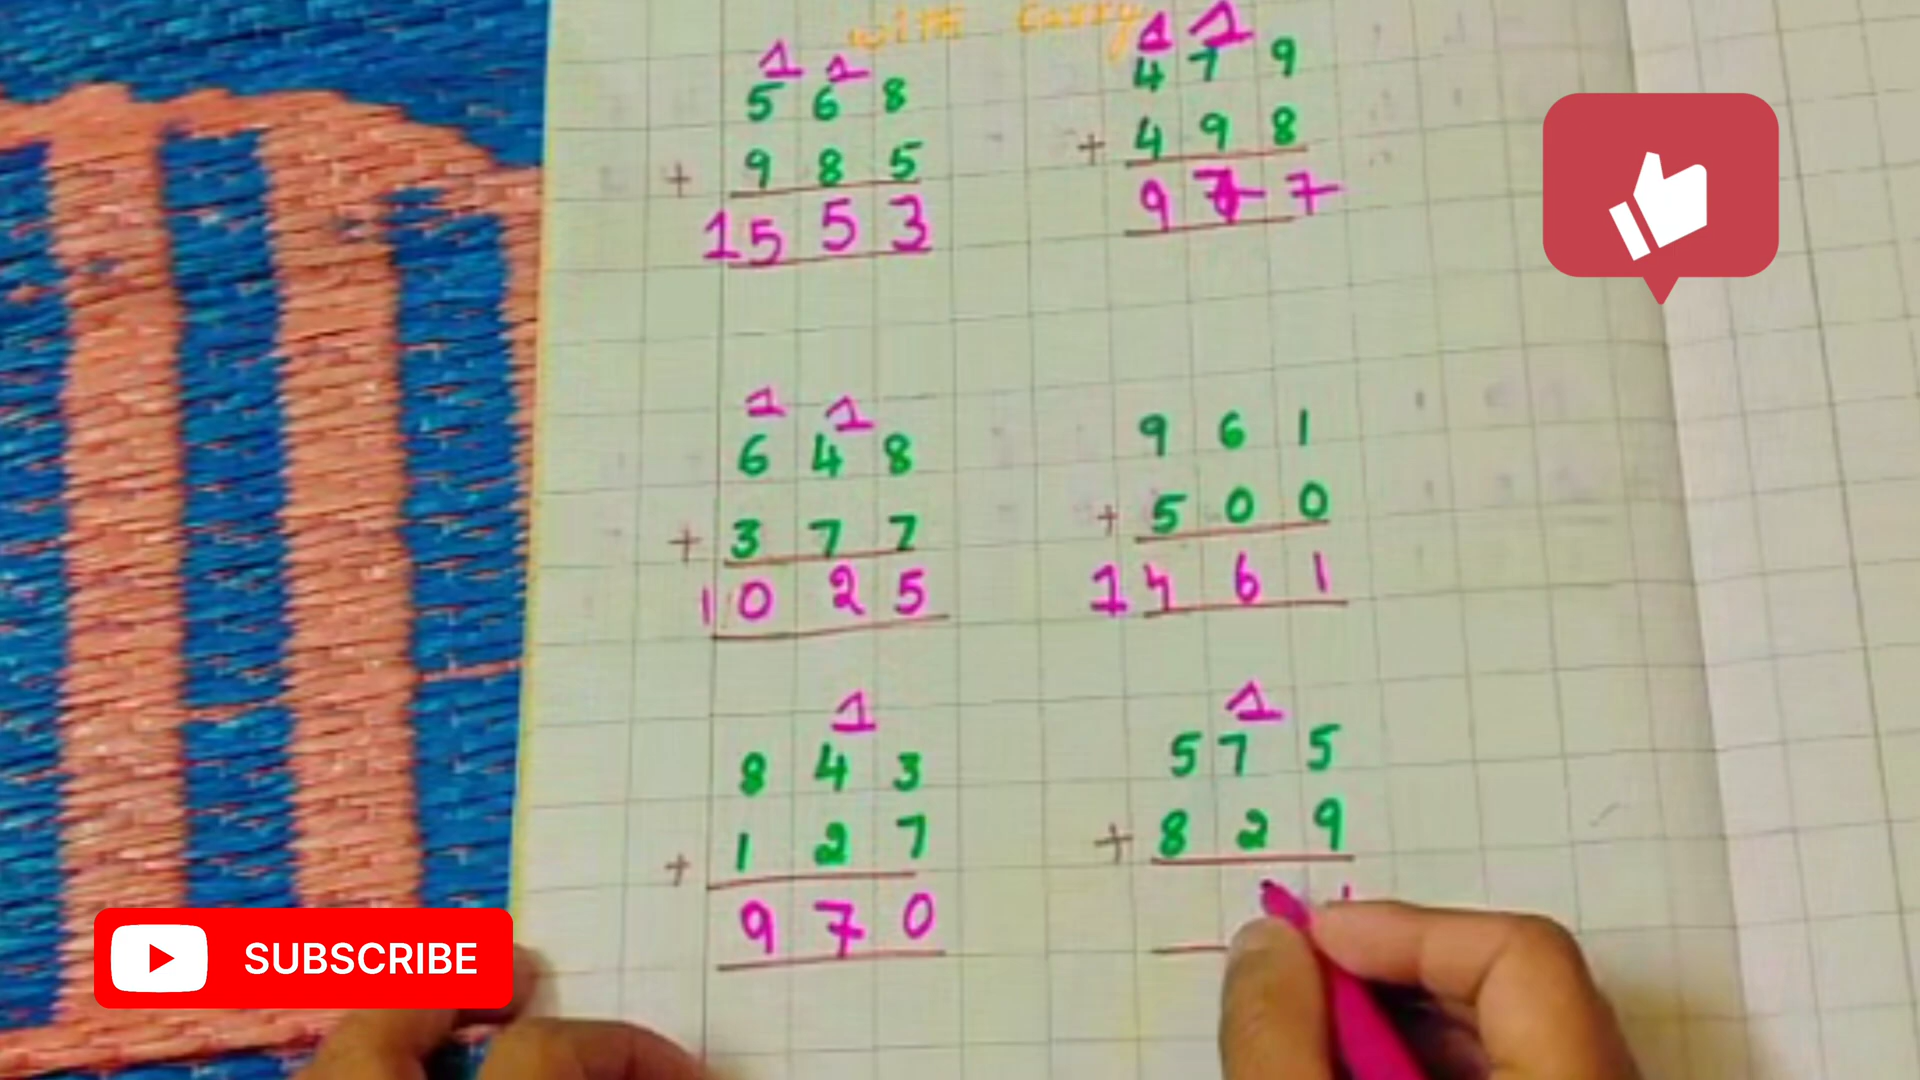 with Carry
1 1
5 6 8
+ 9 8 5
1 5 5 3
1 1
4 7 9
+ 4 9 8
9 7 7
1 1
6 4 8
+ 3 7 7
1 0 2 5
9 6 1
+ 5 0 0
1 4 6 1
1
8 4 3
+ 1 2 7
9 7 0
1
5 7 5
+ 8 2 9
SUBSCRIBE